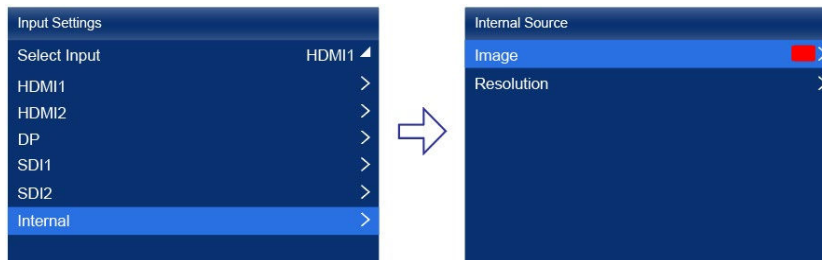 Input Settings
Select Input HDMI1
HDMI1
HDMI2
DP
SDI1
SDI2
Internal
Internal Source
Image
Resolution